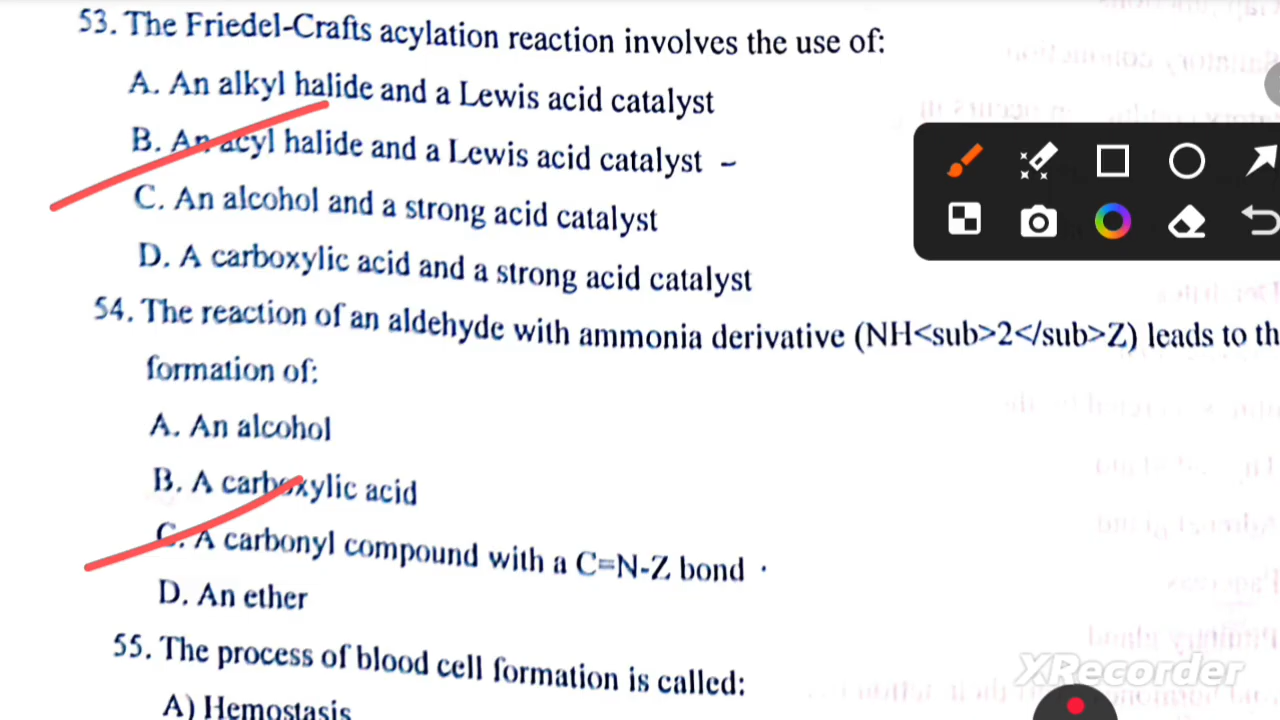 53. The Friedel-Crafts acylation reaction involves the use of:
A. An alkyl halide and a Lewis acid catalyst
B. An acyl halide and a Lewis acid catalyst -
C. An alcohol and a strong acid catalyst
D. A carboxylic acid and a strong acid catalyst
54. The reaction of an aldehyde with ammonia derivative (NH<sub>2</sub>Z) leads to th
formation of:
A. An alcohol
B. A carboxylic acid
C. A carbonyl compound with a C=N-Z bond
D. An ether
55. The process of blood cell formation is called:
A) Hemostasis
XRecorder